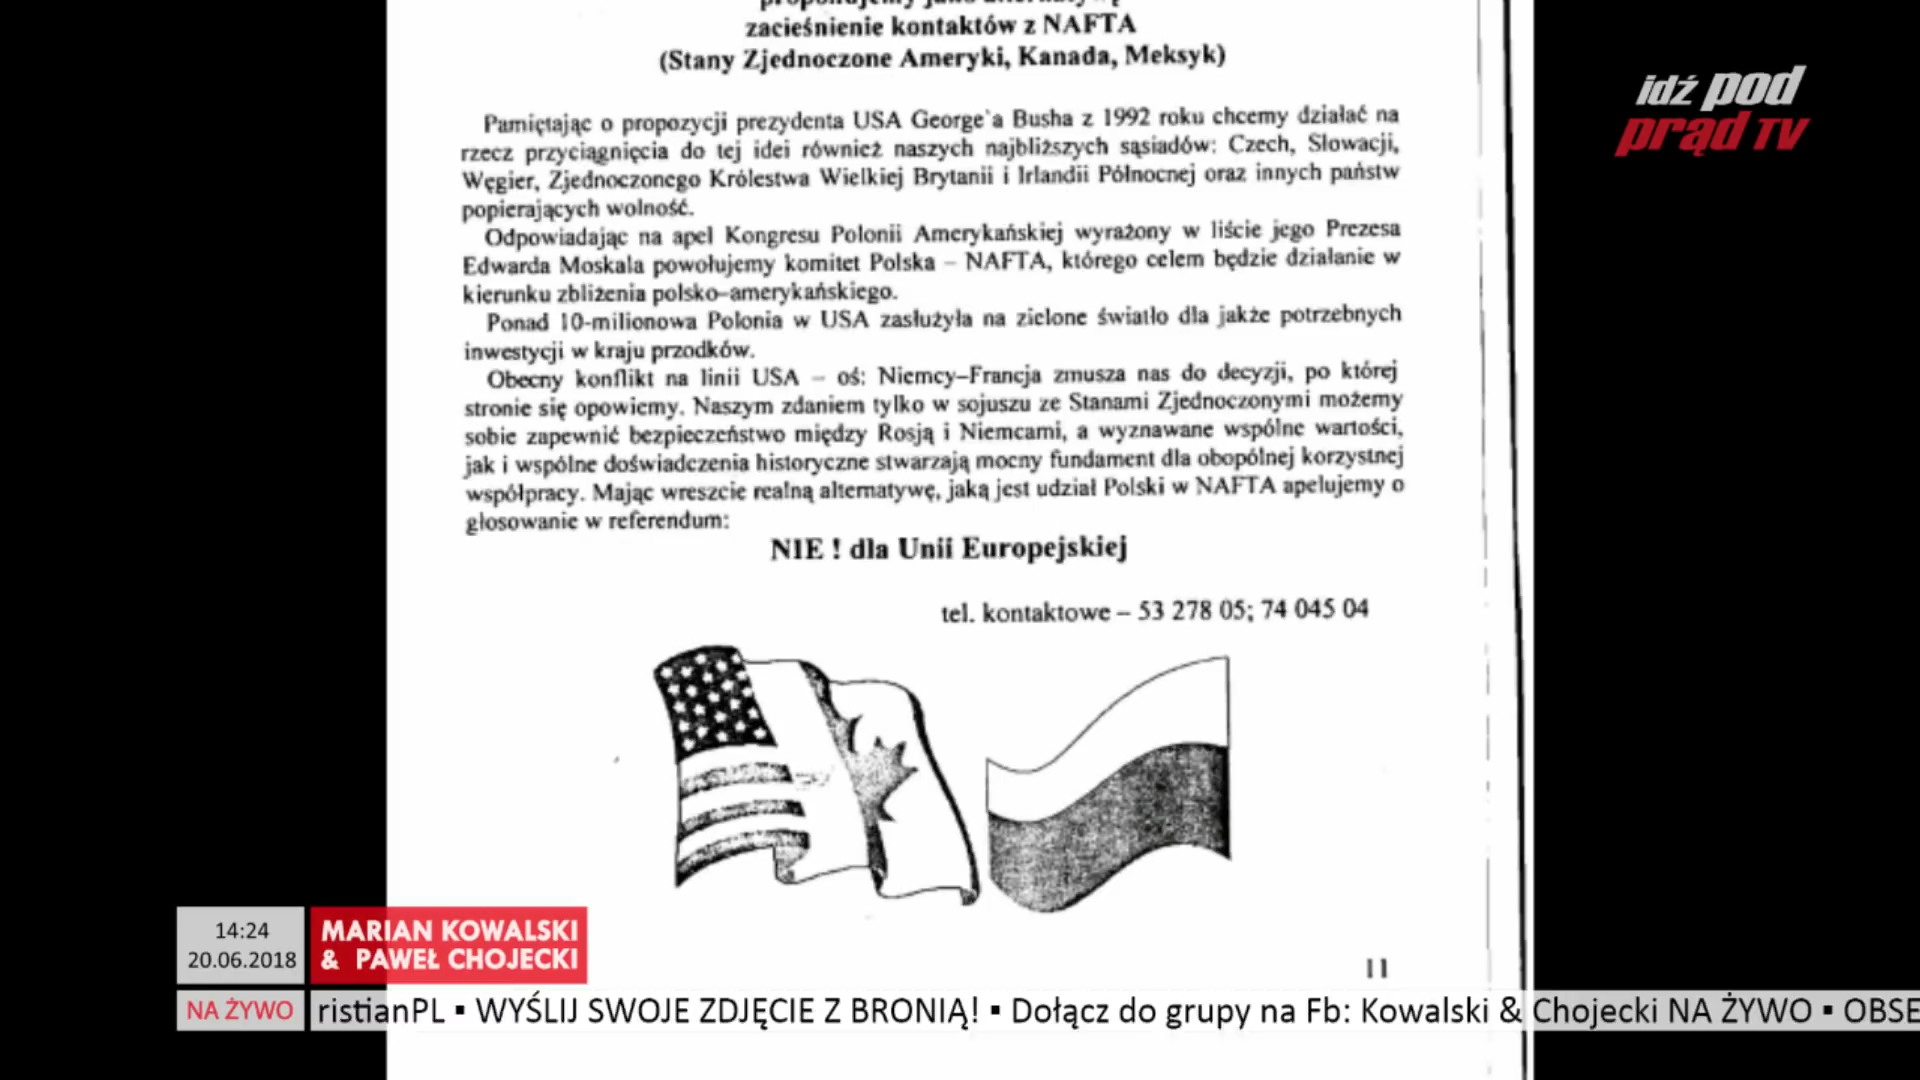 proponujemy jako alternatywę
zacieśnienie kontaktów z NAFTA
(Stany Zjednoczone Ameryki, Kanada, Meksyk)
Pamiętając o propozycji prezydenta USA George'a Busha z 1992 roku chcemy działać na
rzecz przyciągnięcia do tej idei również naszych najbliższych sąsiadów: Czech, Słowacji,
Węgier, Zjednoczonego Królestwa Wielkiej Brytanii i Irlandii Północnej oraz innych państw
popierających wolność.
Odpowiadając na apel Kongresu Polonii Amerykańskiej wyrażony w liście jego Prezesa
Edwarda Moskala powołujemy komitet Polska – NAFTA, którego celem będzie działanie w
kierunku zbliżenia polsko–amerykańskiego.
Ponad 10-milionowa Polonia w USA zasłużyła na zielone światło dla jakże potrzebnych
inwestycji w kraju przodków.
Obecny konflikt na linii USA – oś: Niemcy–Francja zmusza nas do decyzji, po której
stronie się opowiemy. Naszym zdaniem tylko w sojuszu ze Stanami Zjednoczonymi możemy
sobie zapewnić bezpieczeństwo między Rosją i Niemcami, a wyznawane wspólne wartości,
jak i wspólne doświadczenia historyczne stwarzają mocny fundament dla obopólnej korzystnej
współpracy. Mając wreszcie realną alternatywę, jaką jest udział Polski w NAFTA apelujemy o
głosowanie w referendum:
NIE ! dla Unii Europejskiej
tel. kontaktowe – 53 278 05; 74 045 04
11
idź pod
prąd TV
14:24
20.06.2018
MARIAN KOWALSKI
& PAWEŁ CHOJECKI
NA ŻYWO
ristianPL ▪ WYŚLIJ SWOJE ZDJĘCIE Z BRONIĄ! ▪ Dołącz do grupy na Fb: Kowalski & Chojecki NA ŻYWO ▪ OBSE